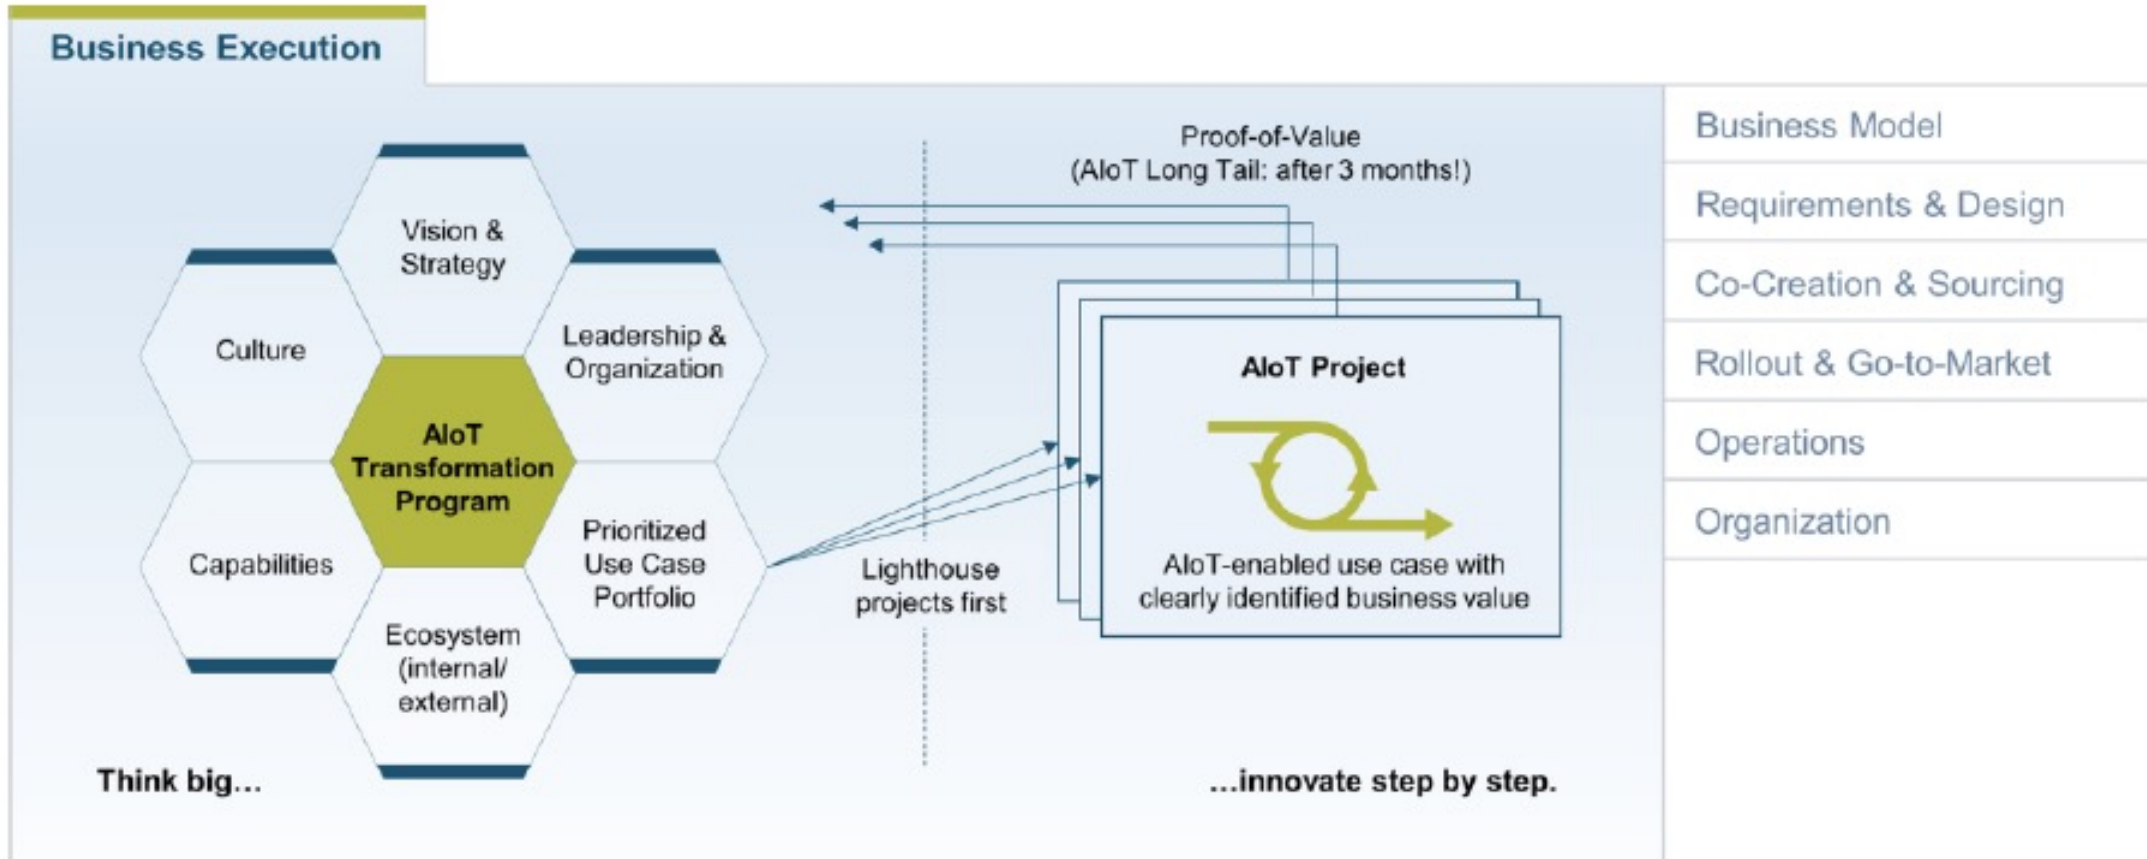 Business Execution
Vision &
Strategy
Culture
Leadership &
Organization
AIoT
Transformation
Program
Capabilities
Prioritized
Use Case
Portfolio
Ecosystem
(internal/
external)
Think big...
Lighthouse
projects first
Proof-of-Value
(AIoT Long Tail: after 3 months!)
AIoT Project
AIoT-enabled use case with
clearly identified business value
...innovate step by step.
Business Model
Requirements & Design
Co-Creation & Sourcing
Rollout & Go-to-Market
Operations
Organization